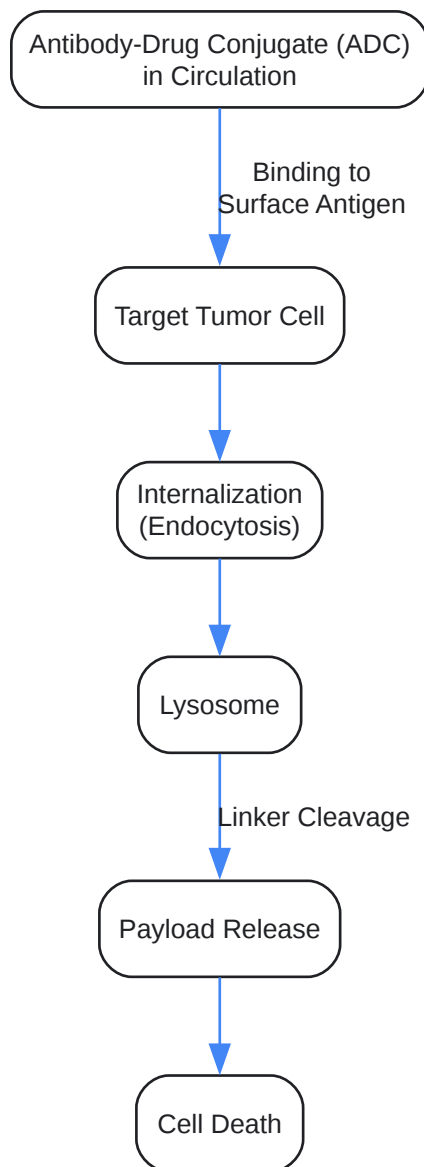 Antibody-Drug Conjugate (ADC)
in Circulation
Binding to
Surface Antigen
Target Tumor Cell
Internalization
(Endocytosis)
Lysosome
Linker Cleavage
Payload Release
Cell Death